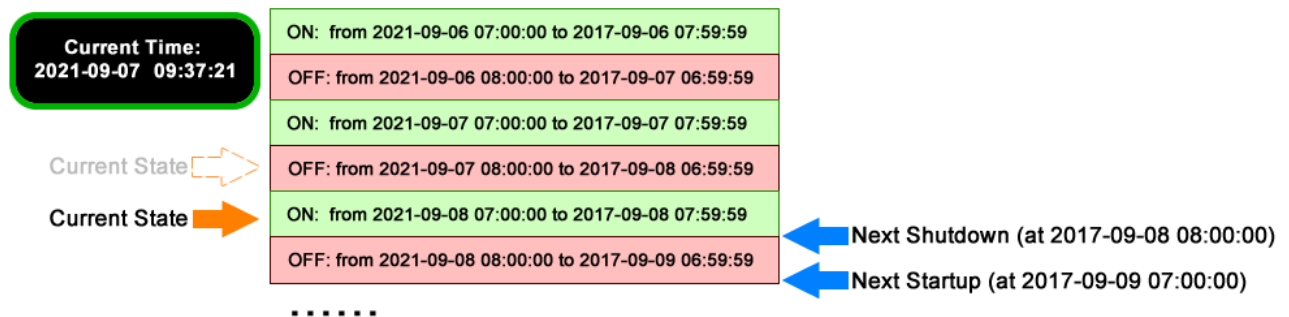 Current Time:
2021-09-07 09:37:21
ON: from 2021-09-06 07:00:00 to 2017-09-06 07:59:59
OFF: from 2021-09-06 08:00:00 to 2017-09-07 06:59:59
ON: from 2021-09-07 07:00:00 to 2017-09-07 07:59:59
Current State
OFF: from 2021-09-07 08:00:00 to 2017-09-08 06:59:59
Current State
ON: from 2021-09-08 07:00:00 to 2017-09-08 07:59:59
Next Shutdown (at 2017-09-08 08:00:00)
OFF: from 2021-09-08 08:00:00 to 2017-09-09 06:59:59
Next Startup (at 2017-09-09 07:00:00)
......